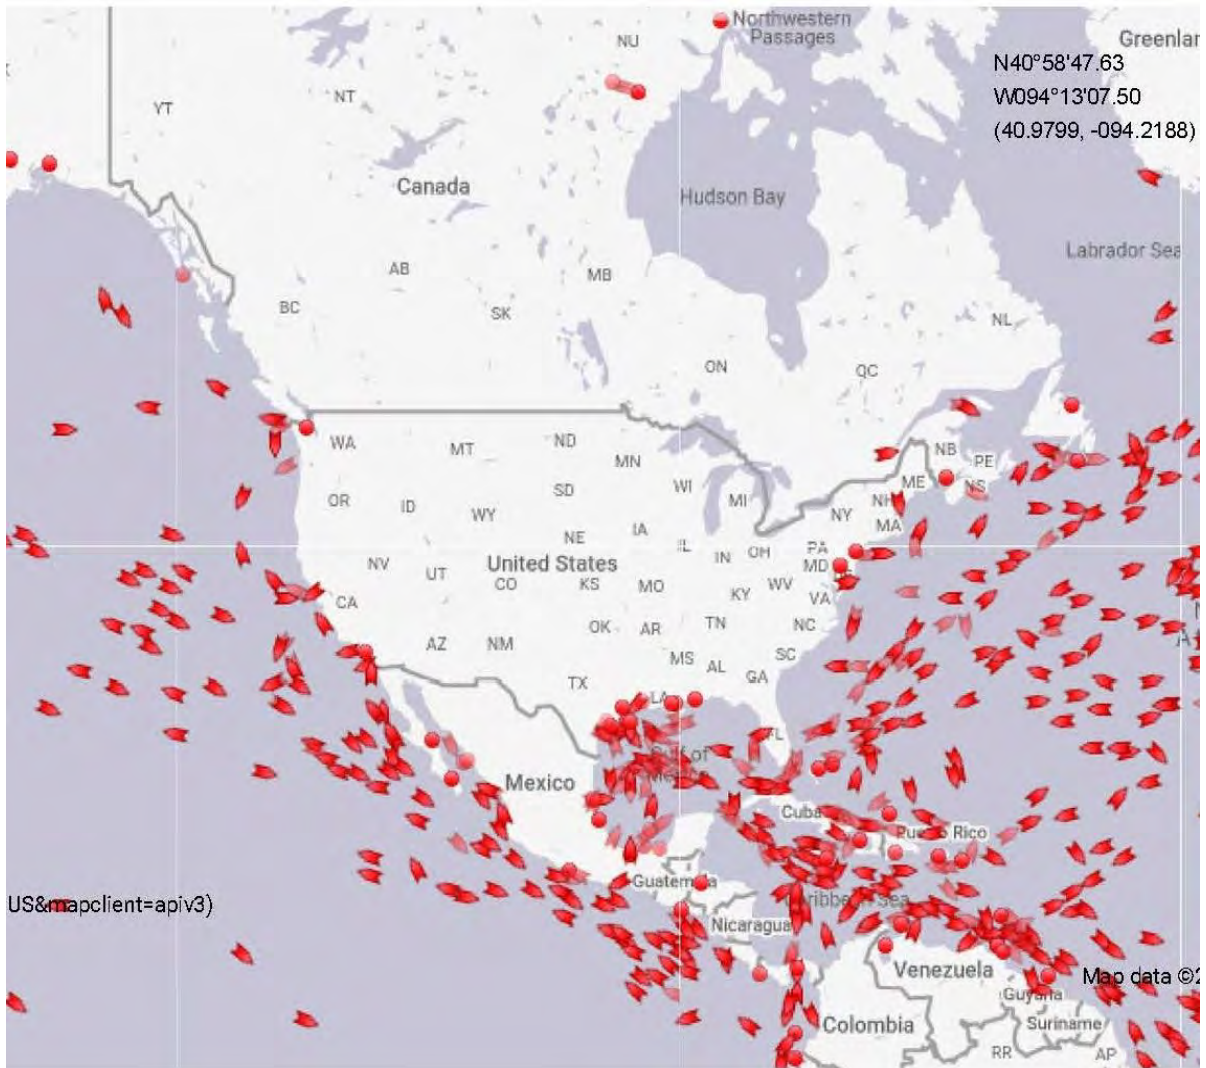 Northwestern
Passages
NU
Greenlan
N40°58'47.63
W094°13'07.50
(40.9799, -094.2188)
YT
NT
Canada
Hudson Bay
Labrador Sea
AB
MB
BC
SK
NL
ON
QC
WA
MT
ND
MN
NB
PE
WI
ME
NS
OR
ID
SD
MI
NH
WY
NY
MA
NE
IA
IL
IN
OH
PA
NV
United States
MD
UT
CO
KS
MO
KY
WV
VA
CA
OK
AR
TN
NC
AZ
NM
MS
AL
SC
TX
GA
LA
FL
Gulf of
Mexico
Mexico
Cuba
Puerto Rico
Guatemala
US&mapclient=apiv3)
Caribbean Sea
Nicaragua
Venezuela
Map data ©2
Guyana
Colombia
Suriname
RR
AP